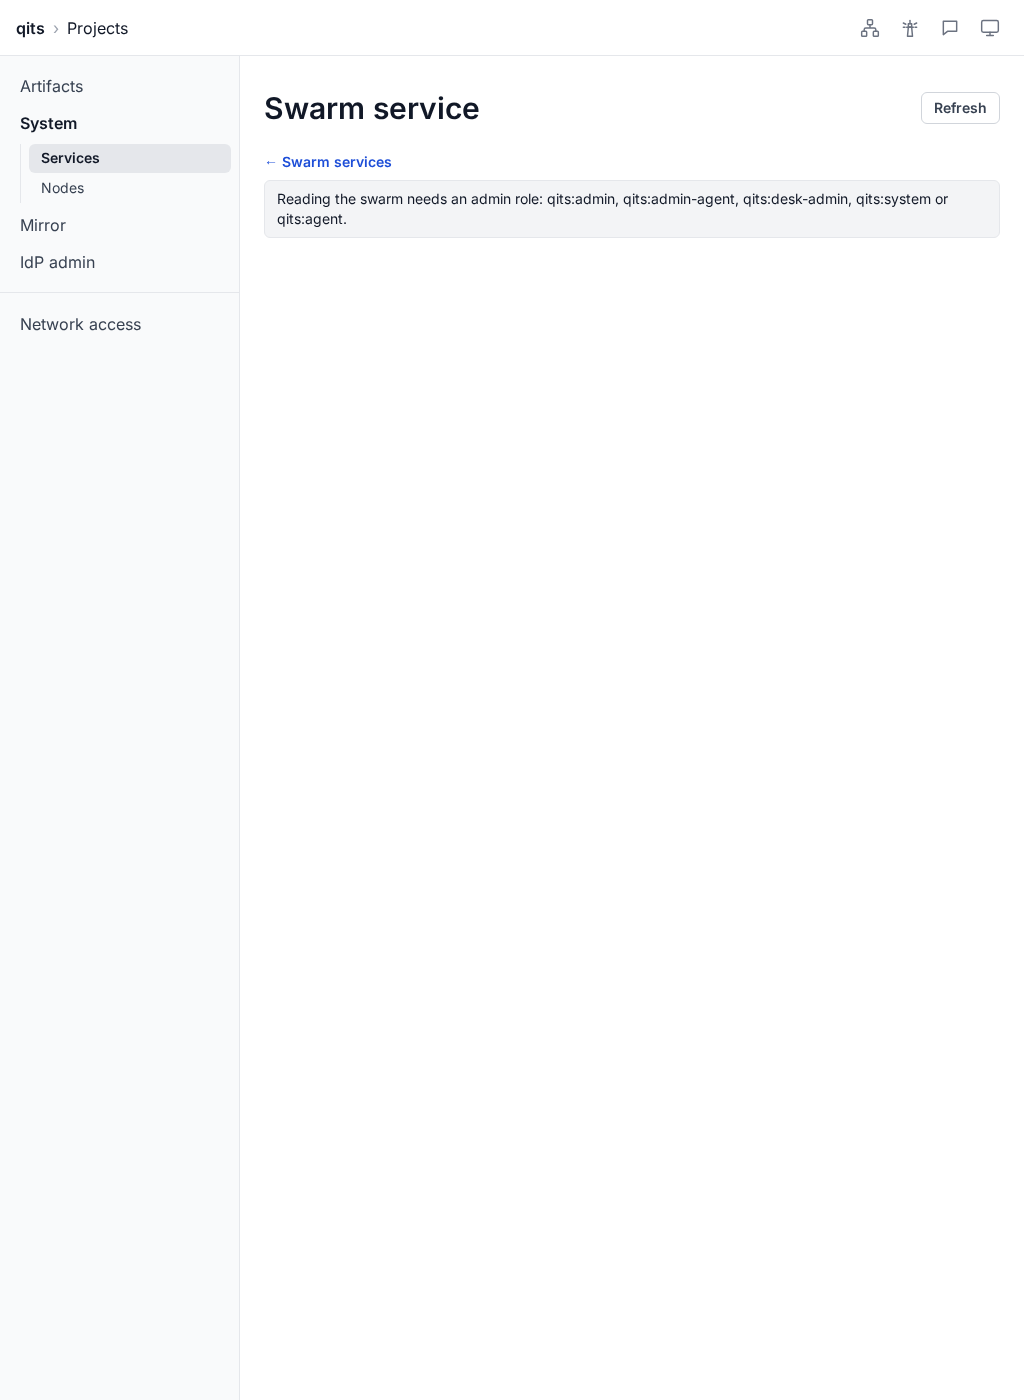 qits › Projects
Artifacts
System
Services
Nodes
Mirror
IdP admin
Network access
Swarm service
Refresh
← Swarm services
Reading the swarm needs an admin role: qits:admin, qits:admin-agent, qits:desk-admin, qits:system or
qits:agent.